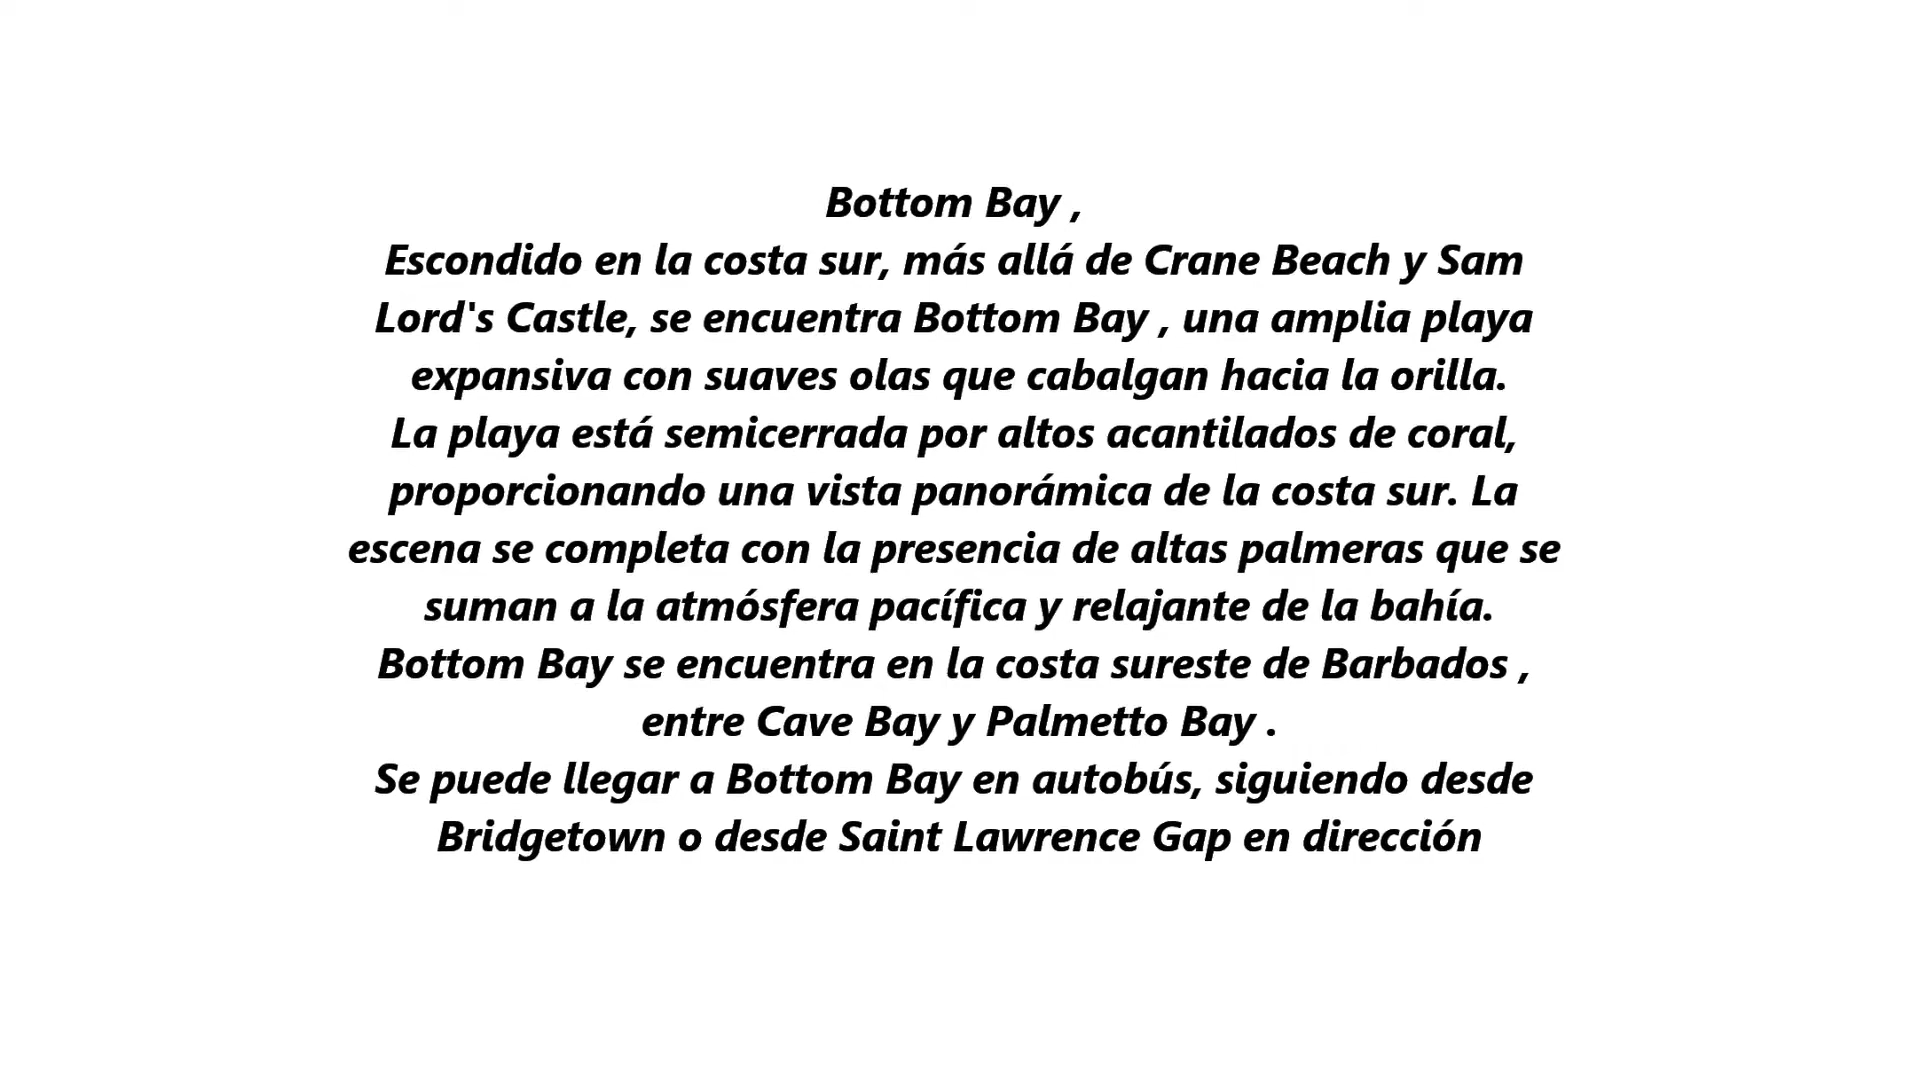 Bottom Bay ,
Escondido en la costa sur, más allá de Crane Beach y Sam
Lord's Castle, se encuentra Bottom Bay , una amplia playa
expansiva con suaves olas que cabalgan hacia la orilla.
La playa está semicerrada por altos acantilados de coral,
proporcionando una vista panorámica de la costa sur. La
escena se completa con la presencia de altas palmeras que se
suman a la atmósfera pacífica y relajante de la bahía.
Bottom Bay se encuentra en la costa sureste de Barbados ,
entre Cave Bay y Palmetto Bay .
Se puede llegar a Bottom Bay en autobús, siguiendo desde
Bridgetown o desde Saint Lawrence Gap en dirección